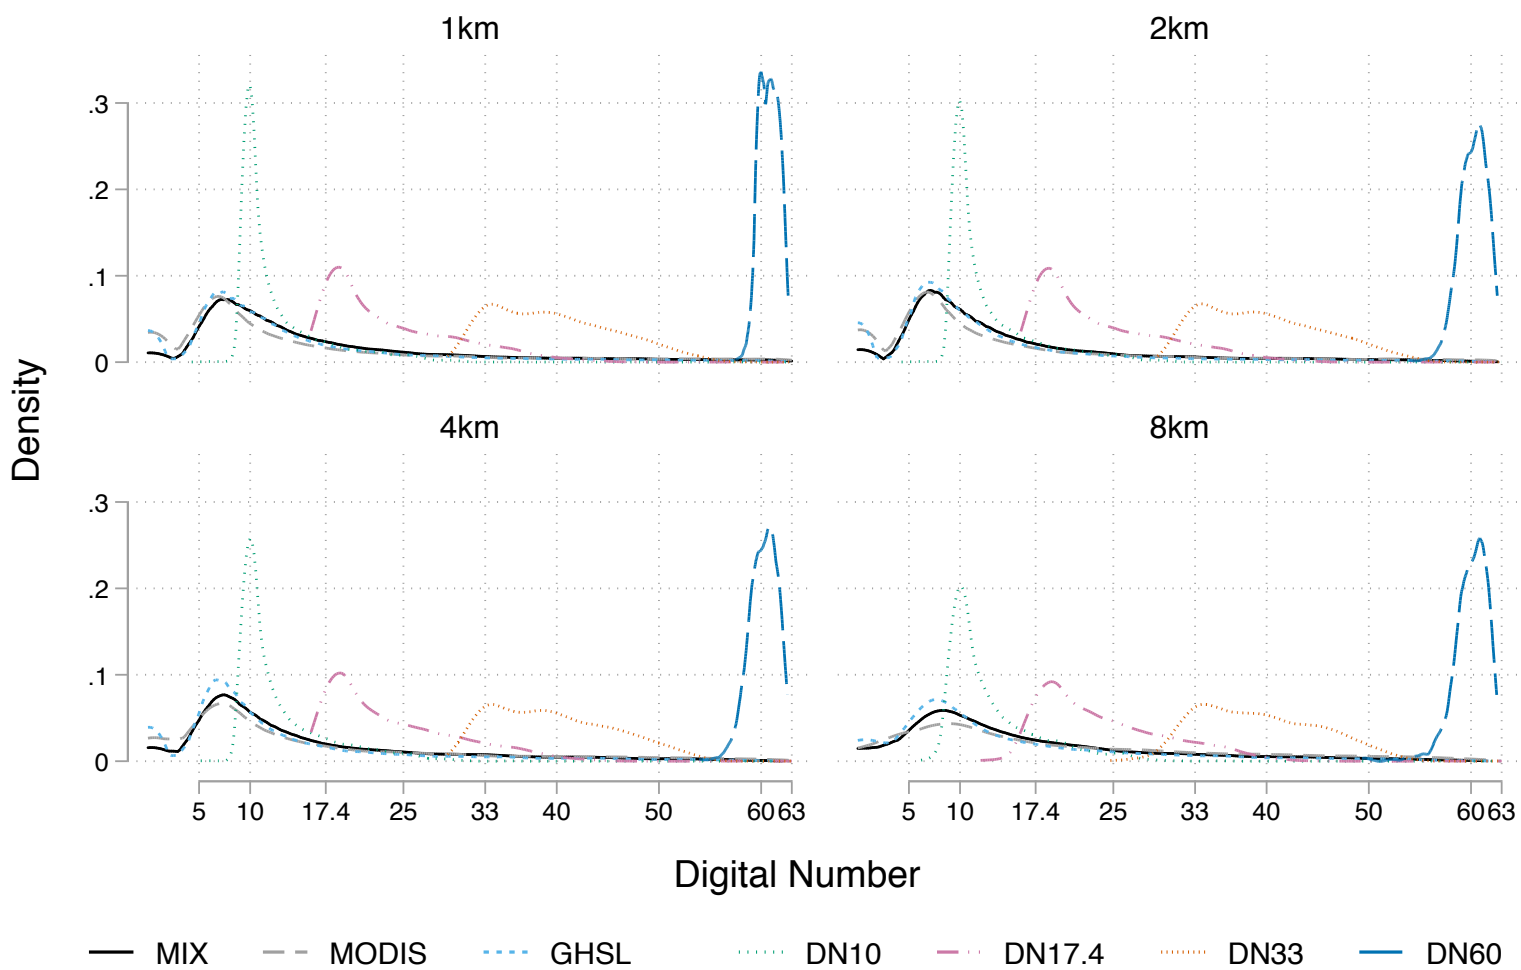 1km 2km
.3
.2
.1
0
4km 8km
.3
.2
.1
0
Density
5 10 17.4 25 33 40 50 60 63 5 10 17.4 25 33 40 50 60 63
Digital Number
MIX MODIS GHSL DN10 DN17.4 DN33 DN60